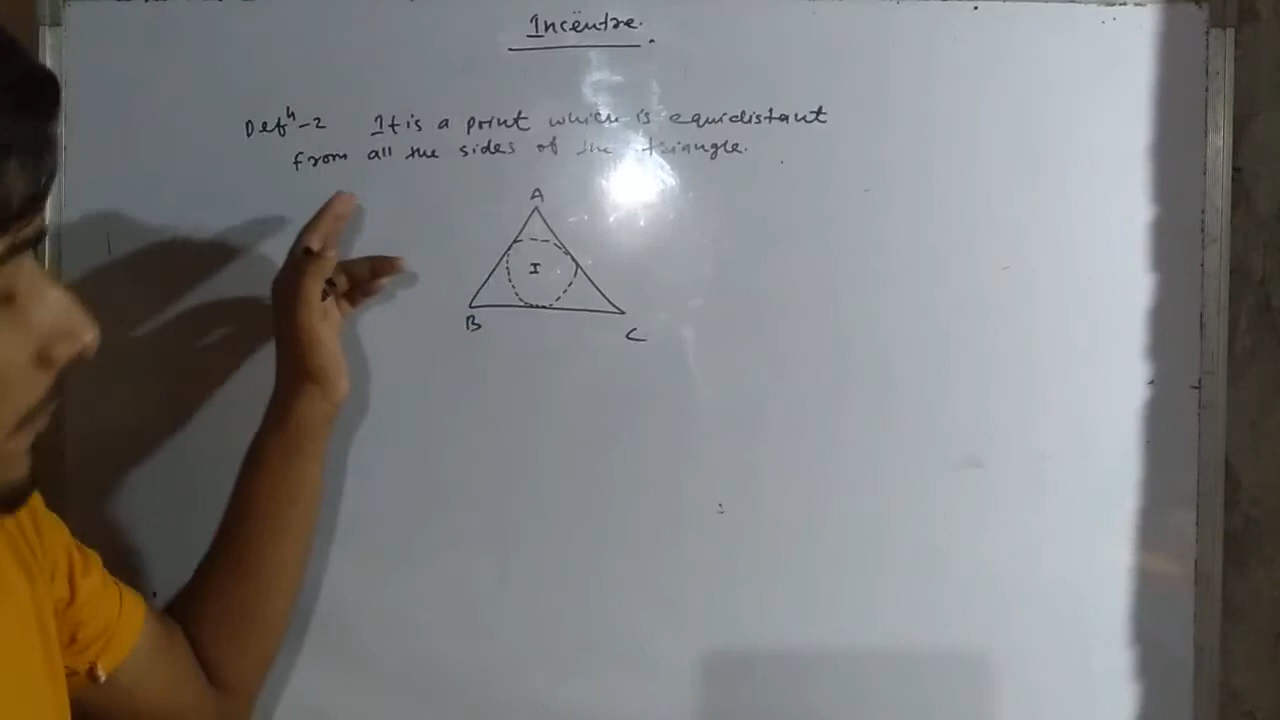 Incentre.
Defⁿ-2 It is a point which is equidistant
from all the sides of the triangle.
A
I
B
C